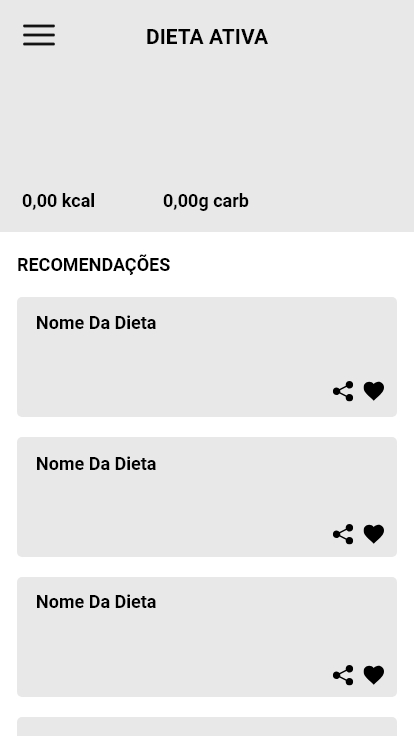 DIETA ATIVA
0,00 kcal 0,00g carb
RECOMENDAÇÕES
Nome Da Dieta
Nome Da Dieta
Nome Da Dieta